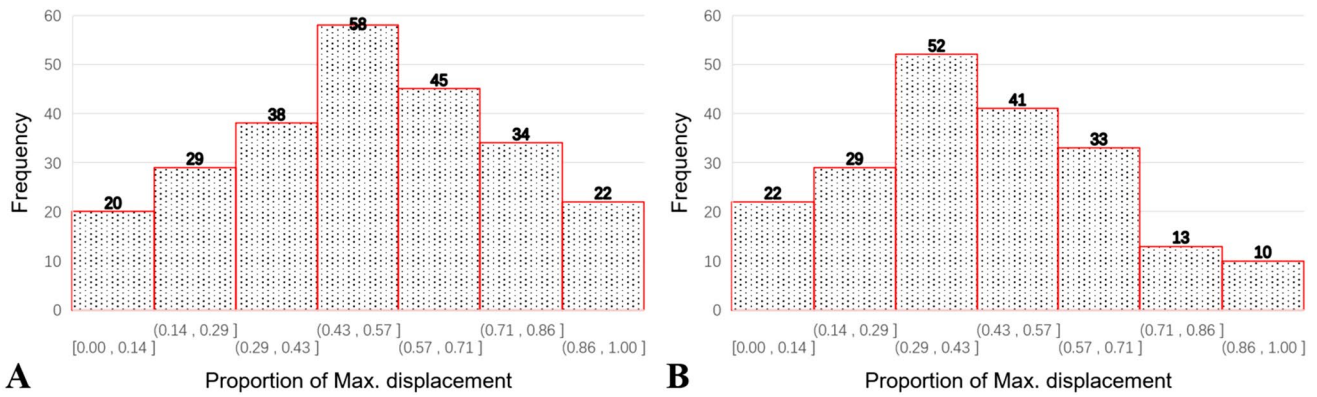 60
50
40
30
20
10
0
Frequency
20
29
38
58
45
34
22
[0.00 , 0.14 ]
(0.14 , 0.29 ]
(0.29 , 0.43 ]
(0.43 , 0.57 ]
(0.57 , 0.71 ]
(0.71 , 0.86 ]
(0.86 , 1.00 ]
A
Proportion of Max. displacement
60
50
40
30
20
10
0
Frequency
22
29
52
41
33
13
10
[0.00 , 0.14 ]
(0.14 , 0.29 ]
(0.29 , 0.43 ]
(0.43 , 0.57 ]
(0.57 , 0.71 ]
(0.71 , 0.86 ]
(0.86 , 1.00 ]
B
Proportion of Max. displacement